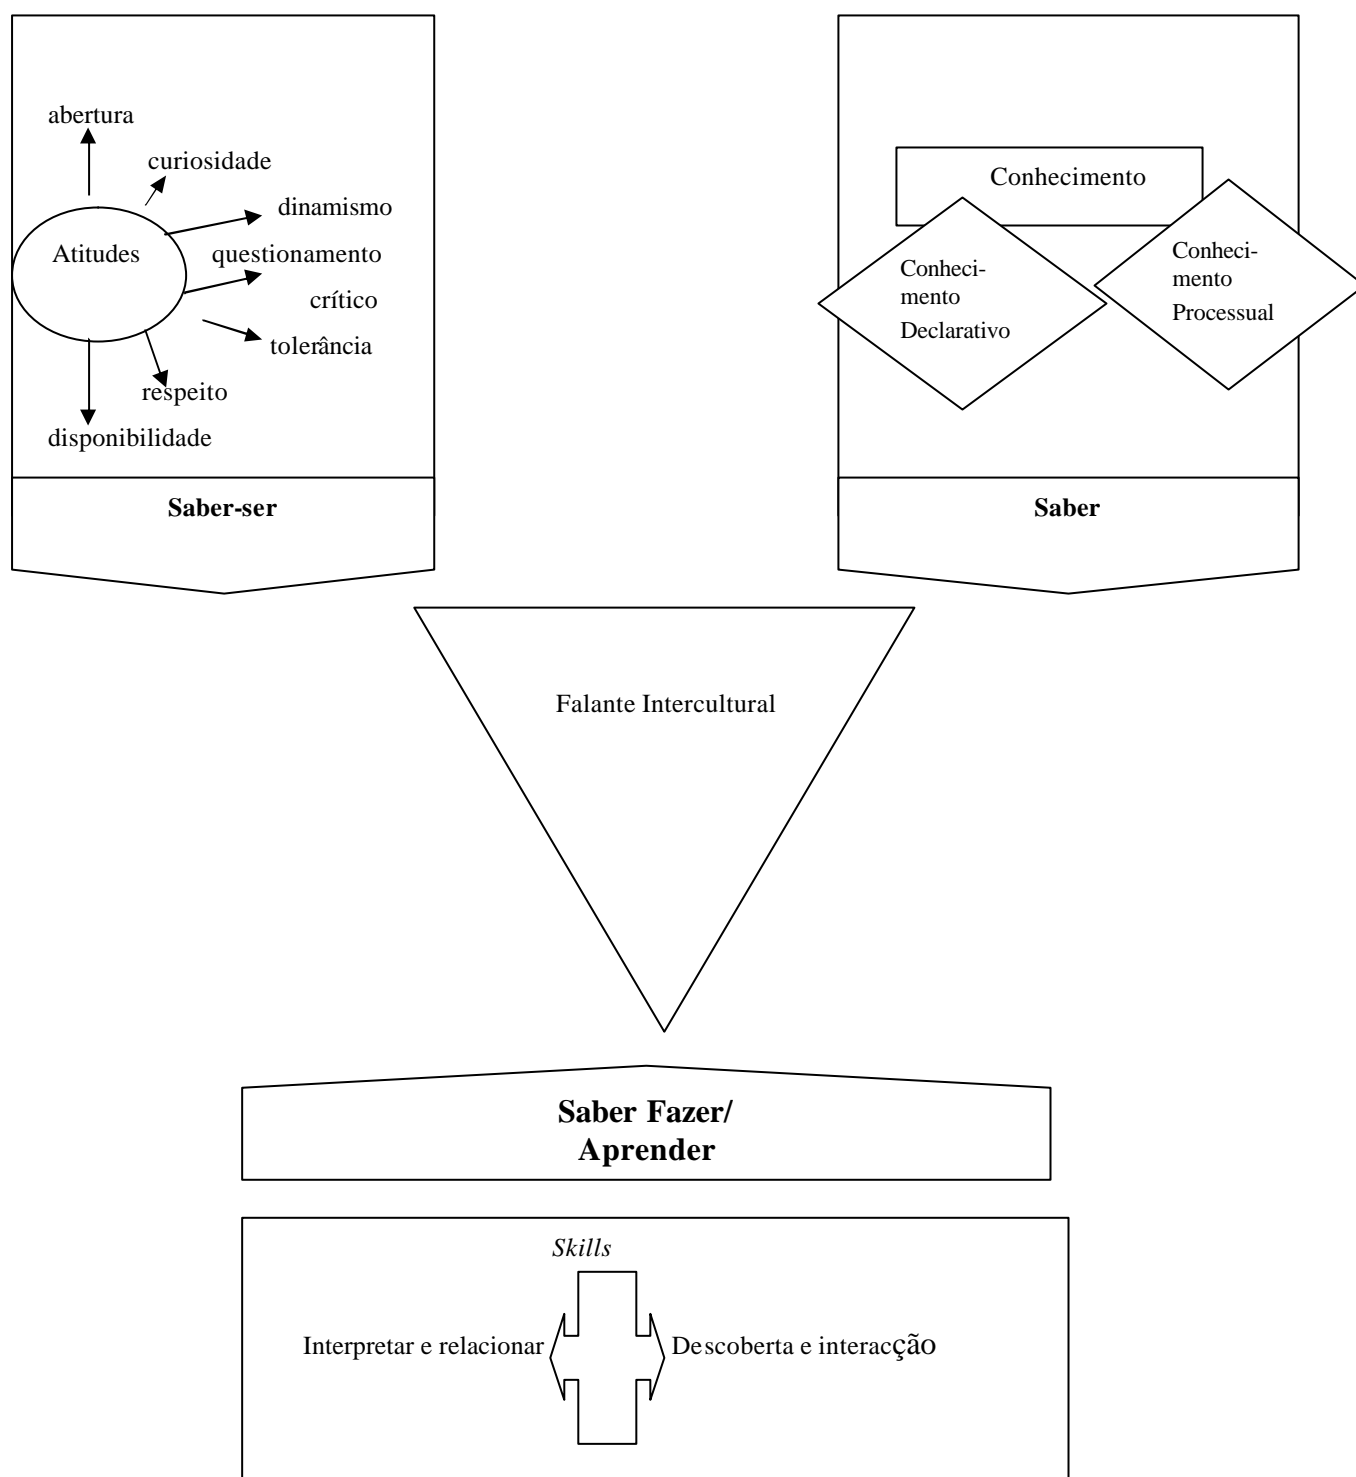 abertura
curiosidade
dinamismo
Atitudes
questionamento
crítico
tolerância
respeito
disponibilidade
Saber-ser
Conhecimento
Conheci-
mento
Declarativo
Conheci-
mento
Processual
Saber
Falante Intercultural
Saber Fazer/
Aprender
Skills
Interpretar e relacionar
Descoberta e interacção